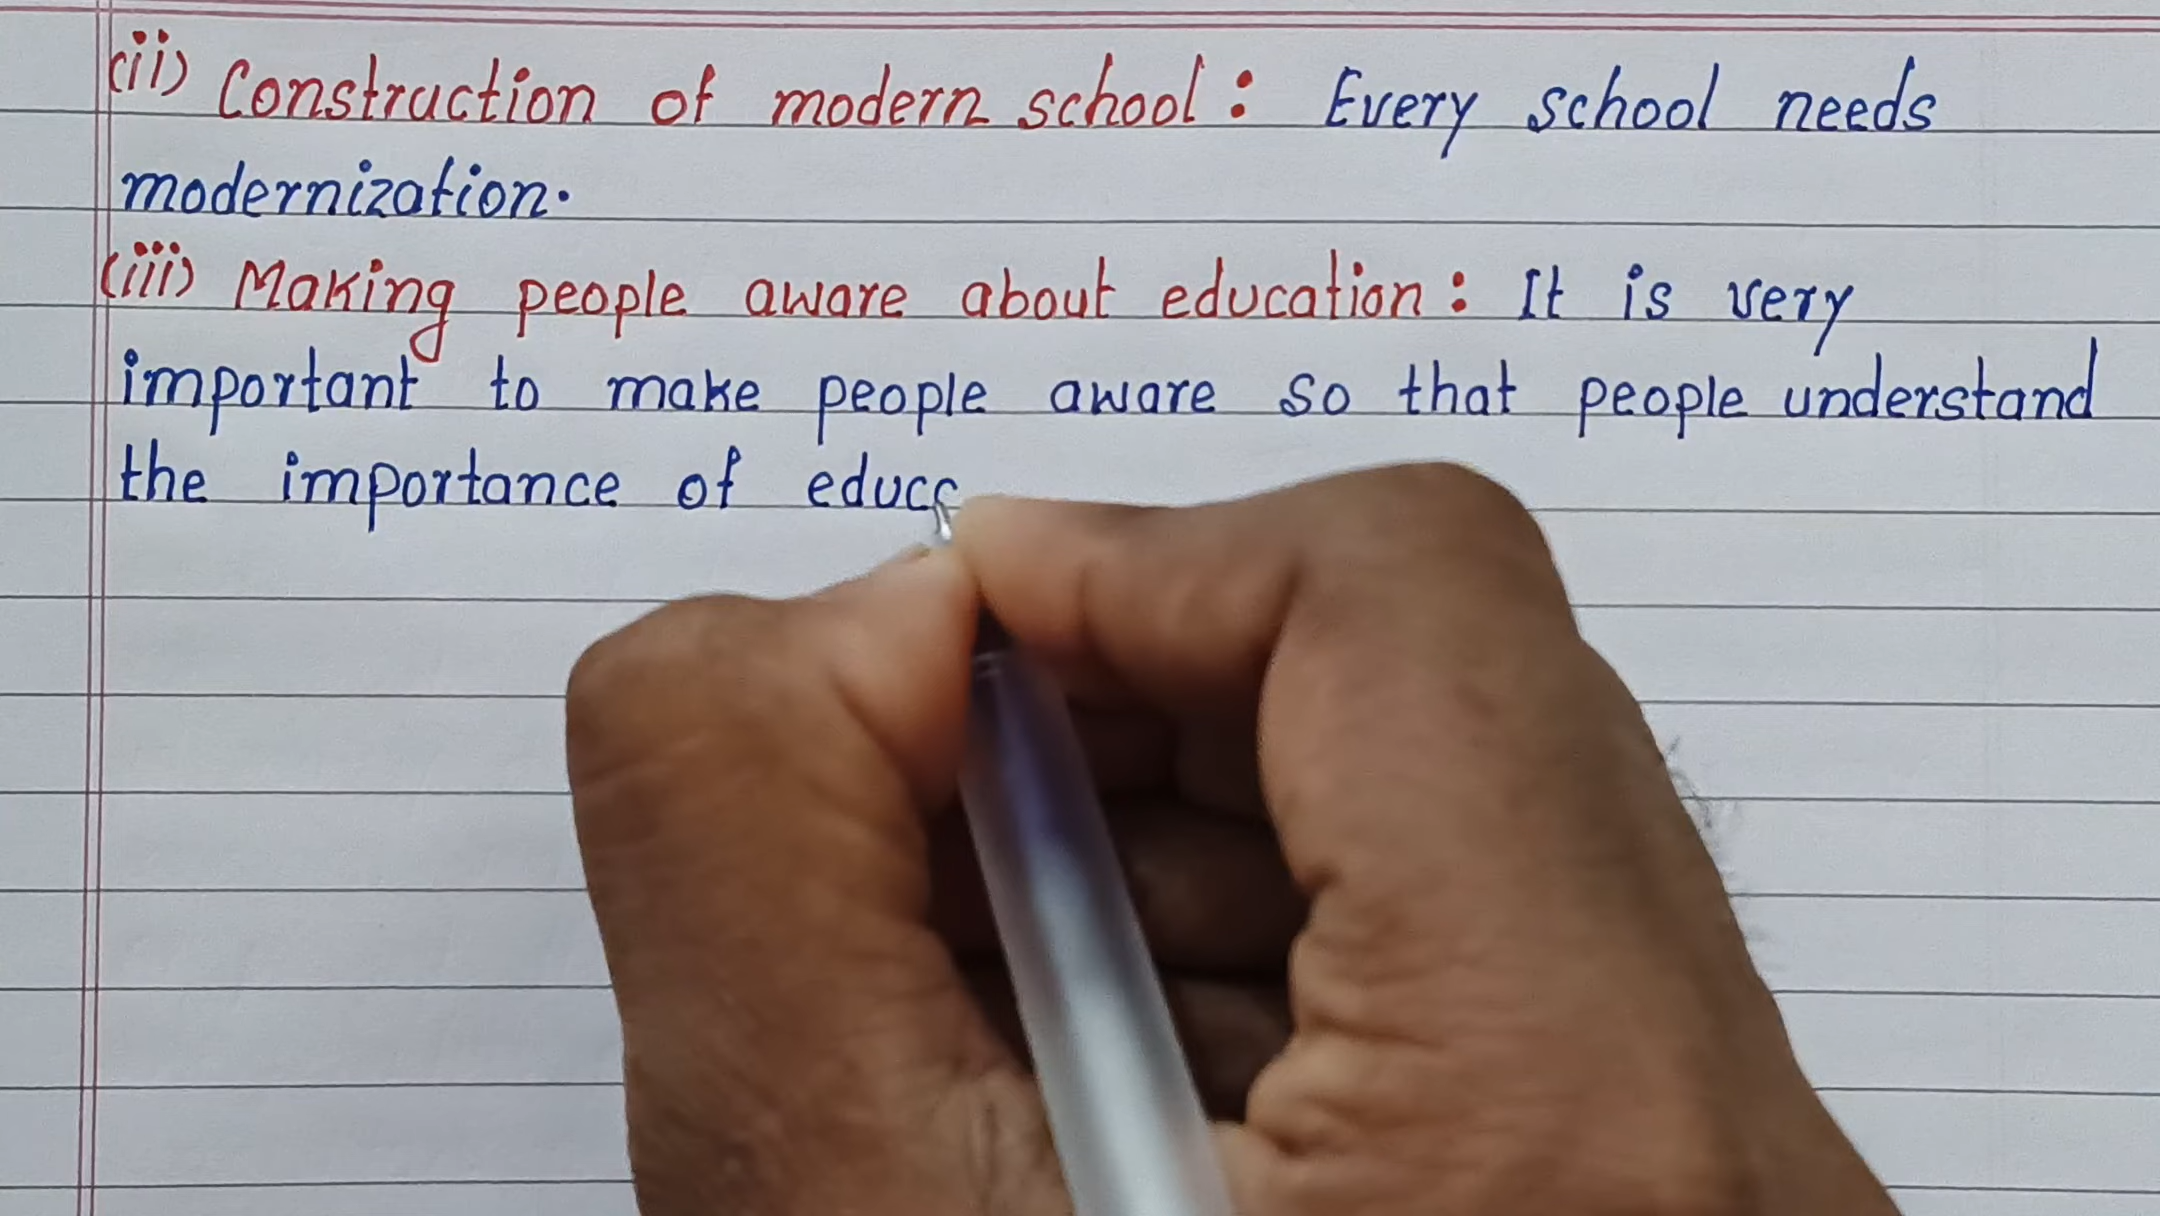 (ii) Construction of modern school : Every school needs
modernization.
(iii) Making people aware about education : It is very
important to make people aware so that people understand
the importance of educ